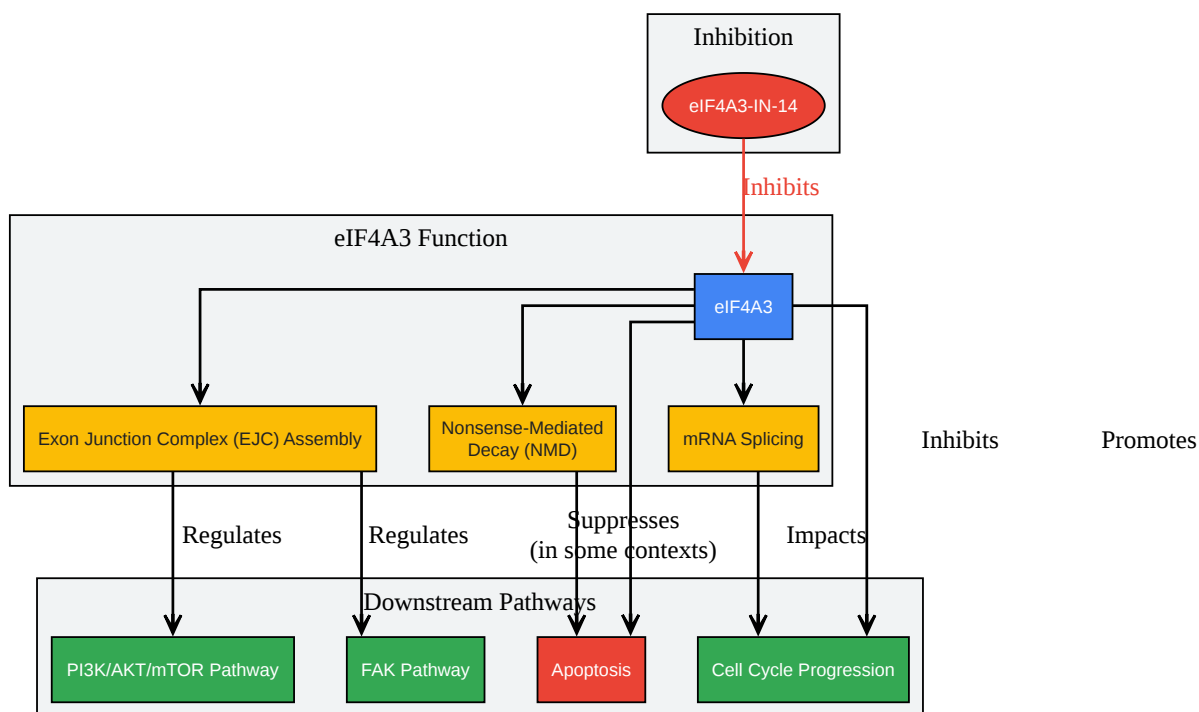 Inhibition
eIF4A3-IN-14
Inhibits
eIF4A3 Function
eIF4A3
Exon Junction Complex (EJC) Assembly
Nonsense-Mediated
Decay (NMD)
mRNA Splicing
Inhibits
Promotes
Regulates
Regulates
Suppresses
(in some contexts)
Impacts
Downstream Pathways
PI3K/AKT/mTOR Pathway
FAK Pathway
Apoptosis
Cell Cycle Progression